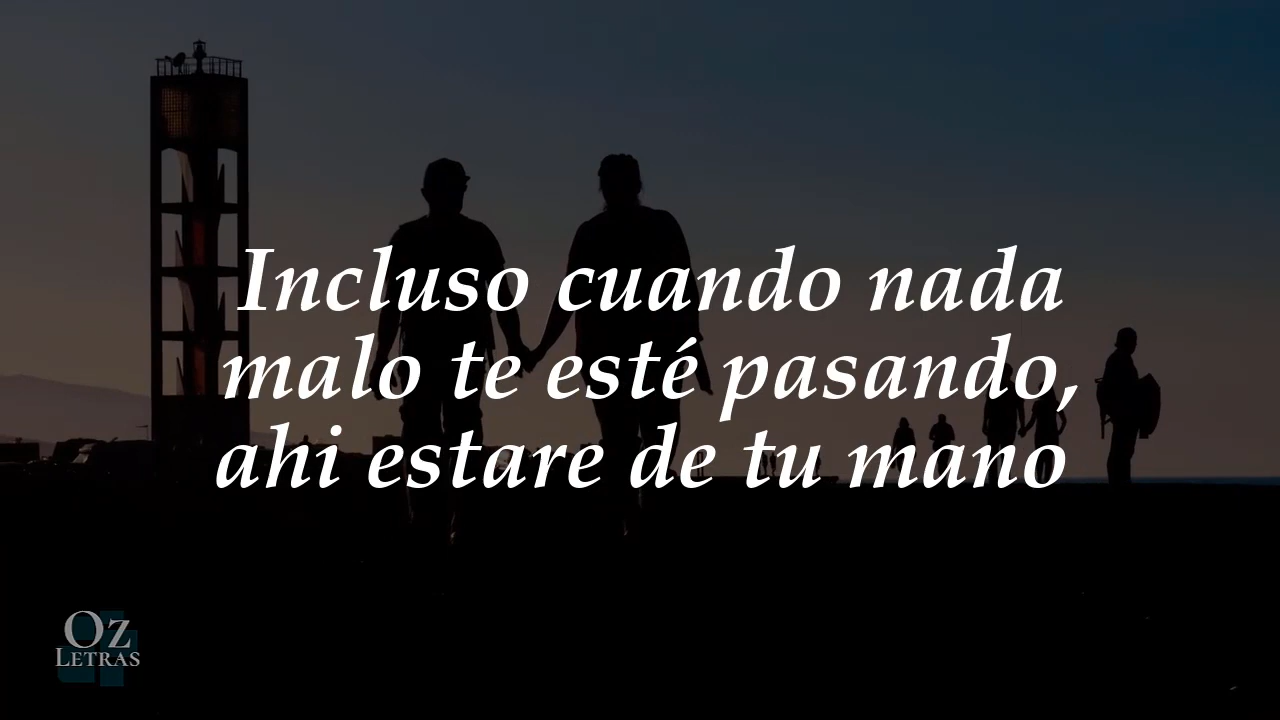 Incluso cuando nada
malo te esté pasando,
ahi estare de tu mano
Oz
LETRAS